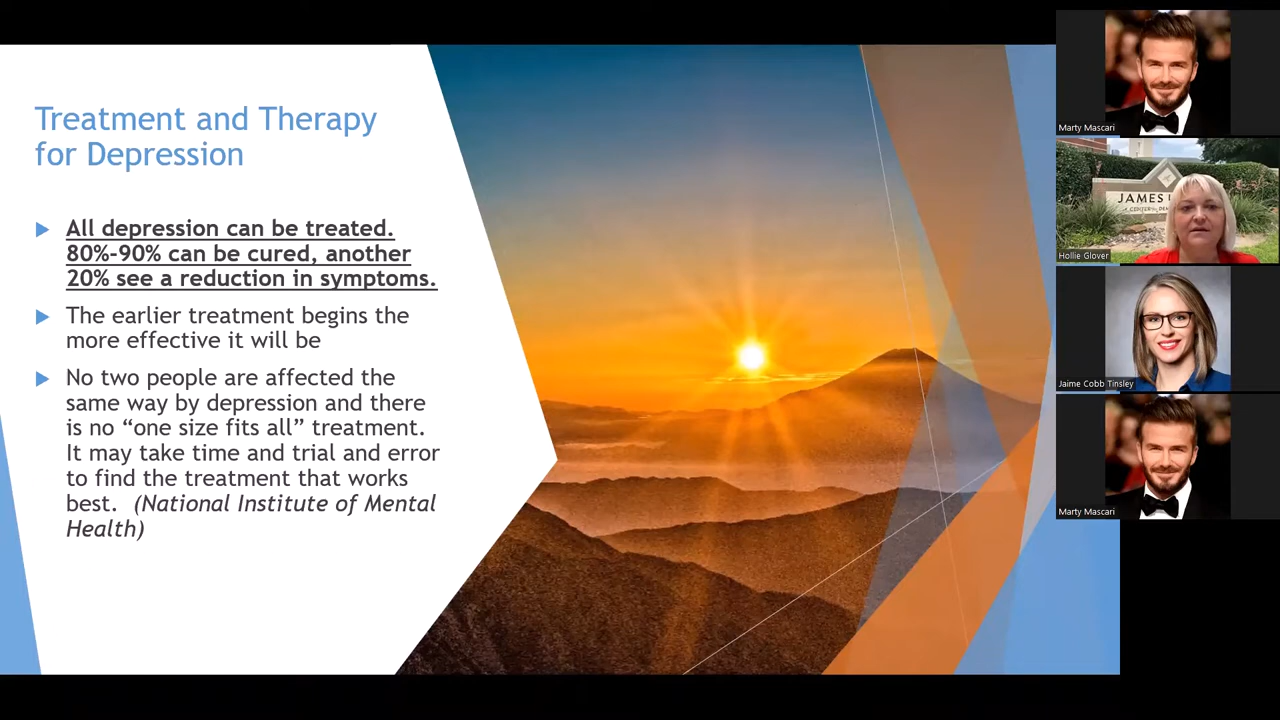 Treatment and Therapy
for Depression
All depression can be treated.
80%-90% can be cured, another
20% see a reduction in symptoms.
The earlier treatment begins the
more effective it will be
No two people are affected the
same way by depression and there
is no “one size fits all” treatment.
It may take time and trial and error
to find the treatment that works
best. (National Institute of Mental
Health)
Marty Mascari
JAMES
Hollie Glover
Jaime Cobb Tinsley
Marty Mascari